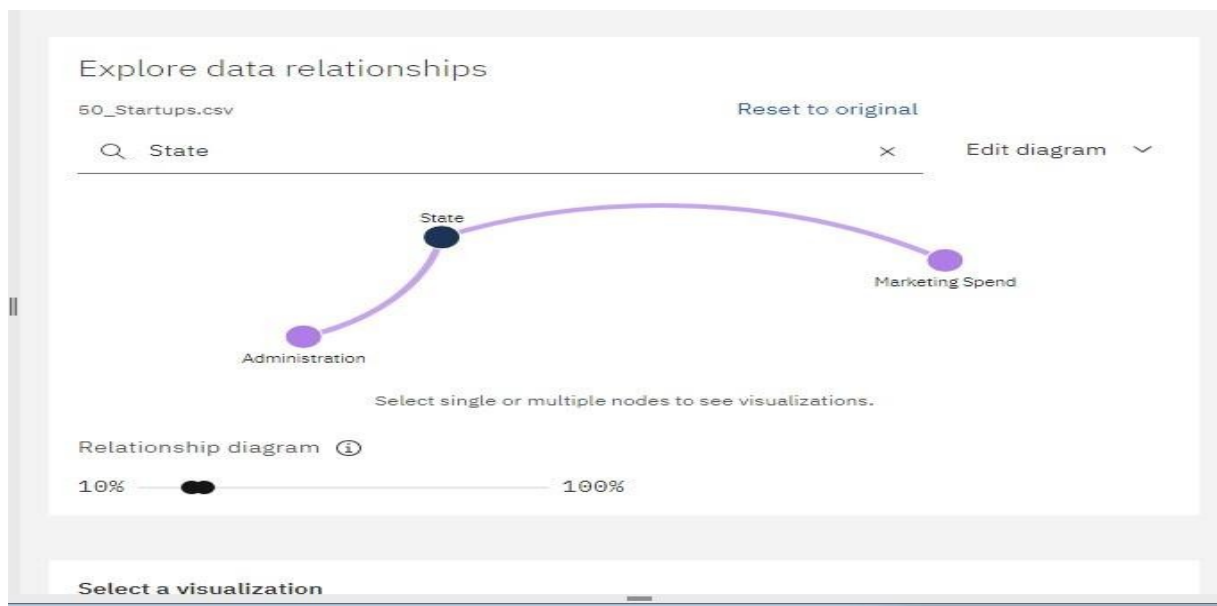 Explore data relationships
50_Startups.csv
Reset to original
State
Edit diagram
State
Marketing Spend
Administration
Select single or multiple nodes to see visualizations.
Relationship diagram
10%
100%
Select a visualization